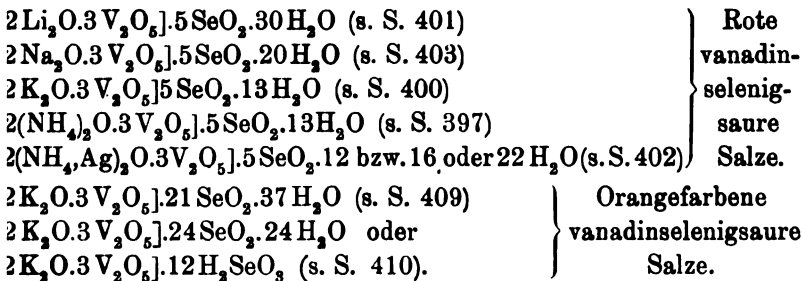 2Li₂O.3V₂O₅].5SeO₂.30H₂O (s. S. 401)
2Na₂O.3V₂O₅].5SeO₂.20H₂O (s. S. 403)
2K₂O.3V₂O₅]5SeO₂.13H₂O (s. S. 400)
2(NH₄)₂O.3V₂O₅].5SeO₂.13H₂O (s. S. 397)
2(NH₄,Ag)₂O.3V₂O₅].5SeO₂.12 bzw. 16 oder 22 H₂O (s. S. 402)
Rote
vanadin-
selenig-
saure
Salze.
2K₂O.3V₂O₅].21SeO₂.37H₂O (s. S. 409)
2K₂O.3V₂O₅].24SeO₂.24H₂O oder
2K₂O.3V₂O₅].12H₂SeO₃ (s. S. 410).
Orangefarbene
vanadinselenigsaure
Salze.